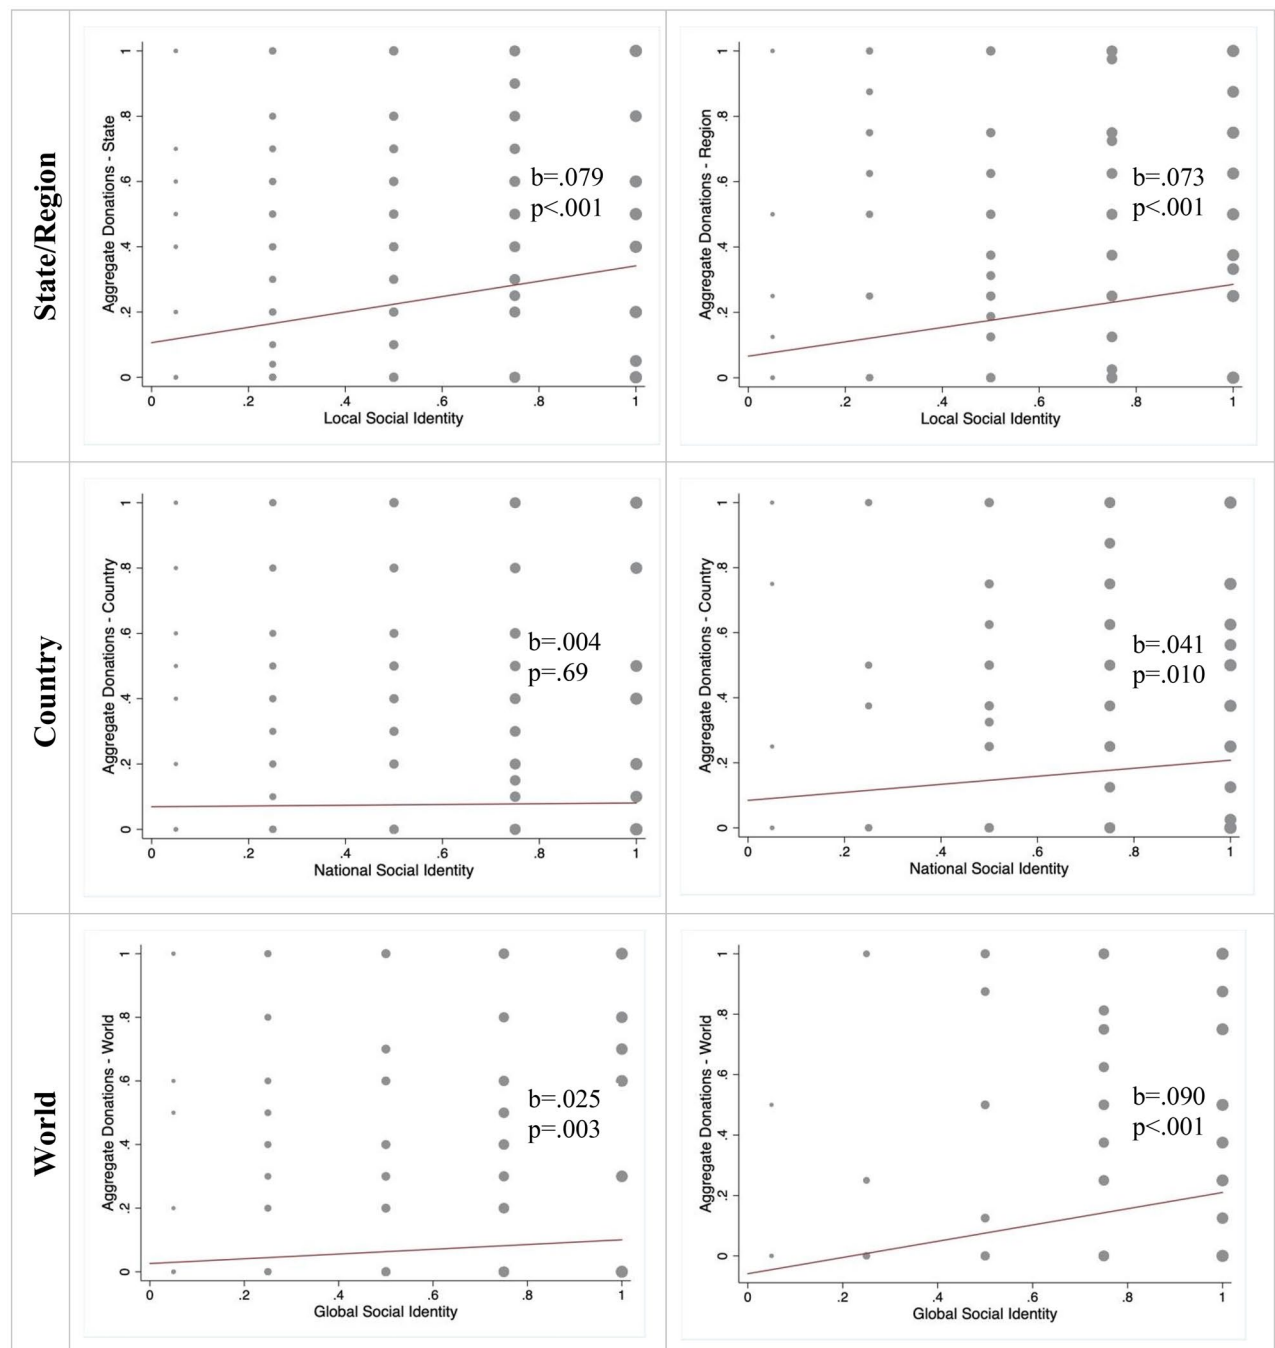 State/Region
Aggregate Donations - State
1
.8
.6
.4
.2
0
b=.079
p<.001
0 .2 .4 .6 .8 1
Local Social Identity
Aggregate Donations - Region
1
.8
.6
.4
.2
0
b=.073
p<.001
0 .2 .4 .6 .8 1
Local Social Identity
Country
Aggregate Donations - Country
1
.8
.6
.4
.2
0
b=.004
p=.69
0 .2 .4 .6 .8 1
National Social Identity
Aggregate Donations - Country
1
.8
.6
.4
.2
0
b=.041
p=.010
0 .2 .4 .6 .8 1
National Social Identity
World
Aggregate Donations - World
1
.8
.6
.4
.2
0
b=.025
p=.003
0 .2 .4 .6 .8 1
Global Social Identity
Aggregate Donations - World
1
.8
.6
.4
.2
0
b=.090
p<.001
0 .2 .4 .6 .8 1
Global Social Identity